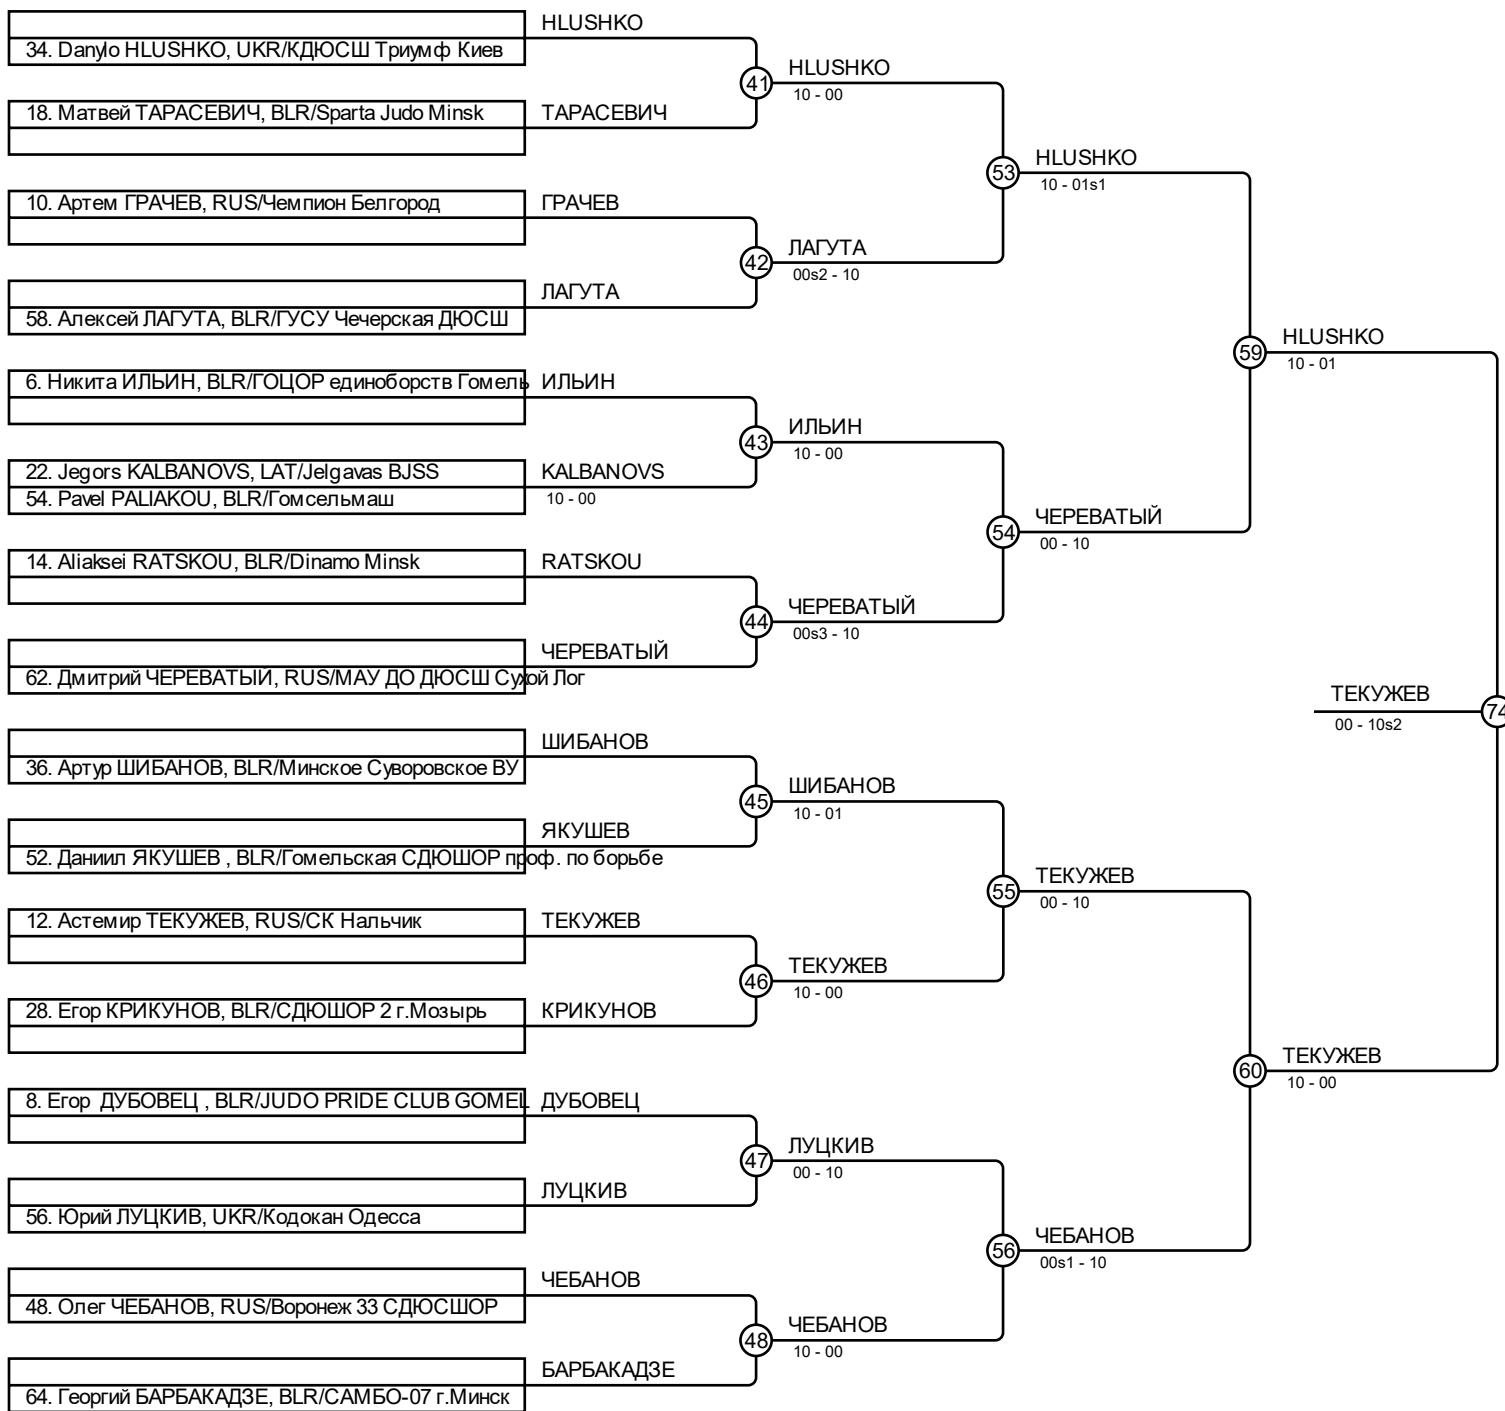 HLUSHKO
34. Danylo HLUSHKO, UKR/КДЮСШ Триумф Киев
41
HLUSHKO
10 - 00
18. Матвей ТАРАСЕВИЧ, BLR/Sparta Judo Minsk
ТАРАСЕВИЧ
53
HLUSHKO
10 - 01s1
10. Артем ГРАЧЕВ, RUS/Чемпион Белгород
ГРАЧЕВ
42
ЛАГУТА
00s2 - 10
ЛАГУТА
58. Алексей ЛАГУТА, BLR/ГУСУ Чечерская ДЮСШ
59
HLUSHKO
10 - 01
6. Никита ИЛЬИН, BLR/ГОЦОР единоборств Гомель
ИЛЬИН
43
ИЛЬИН
10 - 00
22. Jegors KALBANOVS, LAT/Jelgavas BJSS
KALBANOVS
54. Pavel PALIAKOU, BLR/Гомсельмаш
10 - 00
54
ЧЕРЕВАТЫЙ
00 - 10
14. Aliaksei RATSKOU, BLR/Dinamo Minsk
RATSKOU
44
ЧЕРЕВАТЫЙ
00s3 - 10
ЧЕРЕВАТЫЙ
62. Дмитрий ЧЕРЕВАТЫЙ, RUS/МАУ ДО ДЮСШ Сухой Лог
ТЕКУЖЕВ
74
00 - 10s2
ШИБАНОВ
36. Артур ШИБАНОВ, BLR/Минское Суворовское ВУ
45
ШИБАНОВ
10 - 01
ЯКУШЕВ
52. Даниил ЯКУШЕВ , BLR/Гомельская СДЮШОР проф. по борьбе
55
ТЕКУЖЕВ
00 - 10
12. Астемир ТЕКУЖЕВ, RUS/СК Нальчик
ТЕКУЖЕВ
46
ТЕКУЖЕВ
10 - 00
28. Егор КРИКУНОВ, BLR/СДЮШОР 2 г.Мозырь
КРИКУНОВ
60
ТЕКУЖЕВ
10 - 00
8. Егор ДУБОВЕЦ , BLR/JUDO PRIDE CLUB GOMEL
ДУБОВЕЦ
47
ЛУЦКИВ
00 - 10
ЛУЦКИВ
56. Юрий ЛУЦКИВ, UKR/Кодокан Одесса
56
ЧЕБАНОВ
00s1 - 10
ЧЕБАНОВ
48. Олег ЧЕБАНОВ, RUS/Воронеж 33 СДЮСШОР
48
ЧЕБАНОВ
10 - 00
БАРБАКАДЗЕ
64. Георгий БАРБАКАДЗЕ, BLR/САМБО-07 г.Минск